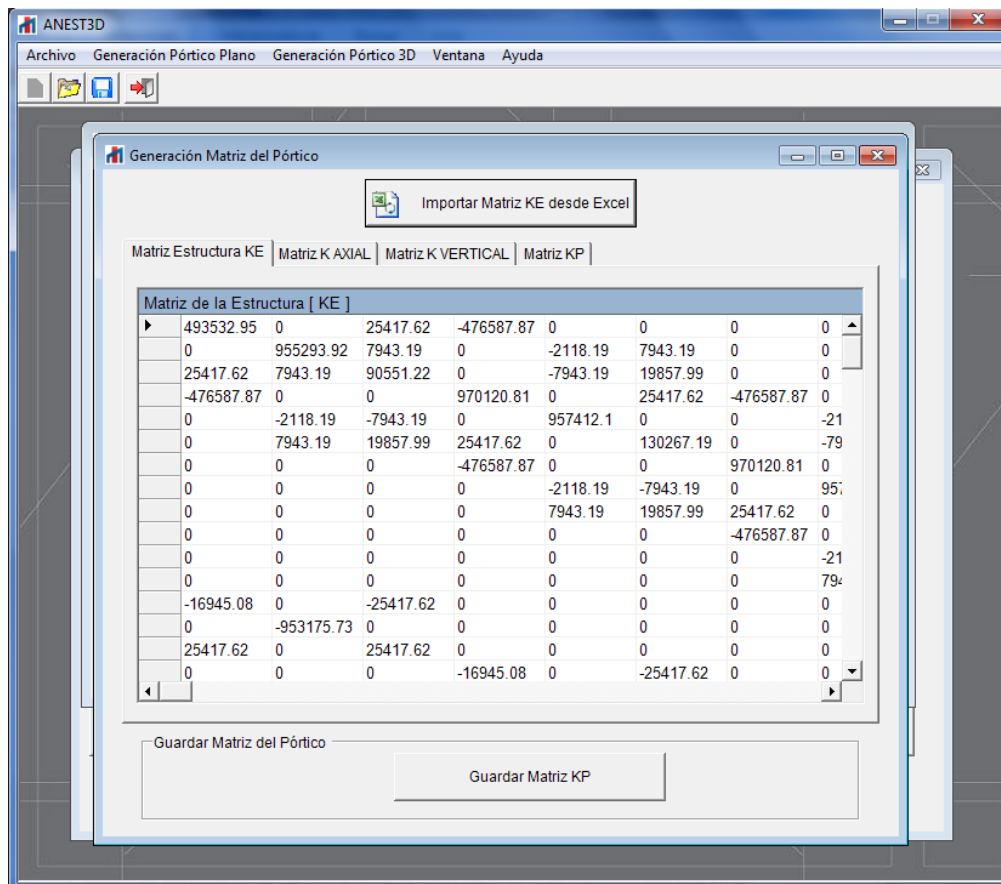 ANEST3D
Archivo Generación Pórtico Plano Generación Pórtico 3D Ventana Ayuda
Generación Matriz del Pórtico
Importar Matriz KE desde Excel
Matriz Estructura KE Matriz K AXIAL Matriz K VERTICAL Matriz KP
Matriz de la Estructura [ KE ]
493532.95 0 25417.62 -476587.87 0 0 0 0
0 955293.92 7943.19 0 -2118.19 7943.19 0 0
25417.62 7943.19 90551.22 0 -7943.19 19857.99 0 0
-476587.87 0 0 970120.81 0 25417.62 -476587.87 0
0 -2118.19 -7943.19 0 957412.1 0 0 -21
0 7943.19 19857.99 25417.62 0 130267.19 0 -79
0 0 0 -476587.87 0 0 970120.81 0
0 0 0 0 -2118.19 -7943.19 0 957
0 0 0 0 7943.19 19857.99 25417.62 0
0 0 0 0 0 0 -476587.87 0
0 0 0 0 0 0 0 -21
0 0 0 0 0 0 0 794
-16945.08 0 -25417.62 0 0 0 0 0
0 -953175.73 0 0 0 0 0 0
25417.62 0 25417.62 0 0 0 0 0
0 0 0 -16945.08 0 -25417.62 0 0
Guardar Matriz del Pórtico
Guardar Matriz KP